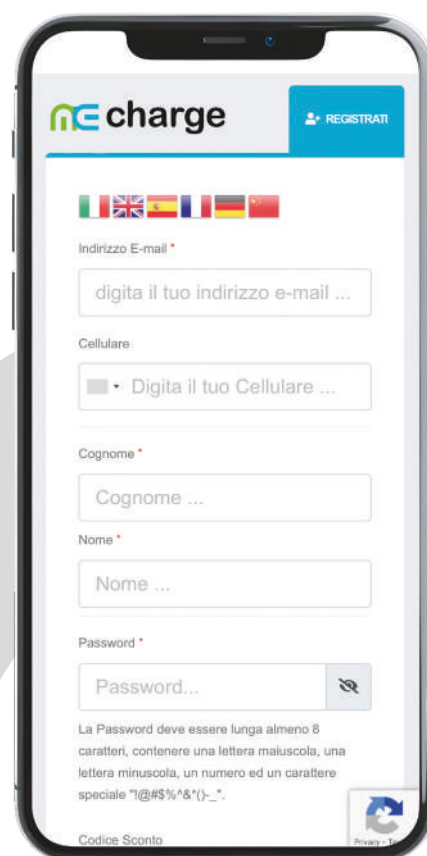 ne charge
REGISTRATI
Indirizzo E-mail *
digita il tuo indirizzo e-mail ...
Cellulare
Digita il tuo Cellulare ...
Cognome *
Cognome ...
Nome *
Nome ...
Password *
Password...
La Password deve essere lunga almeno 8
caratteri, contenere una lettera maiuscola, una
lettera minuscola, un numero ed un carattere
speciale "!@#$%^&*()-_".
Codice Sconto
Privacy -